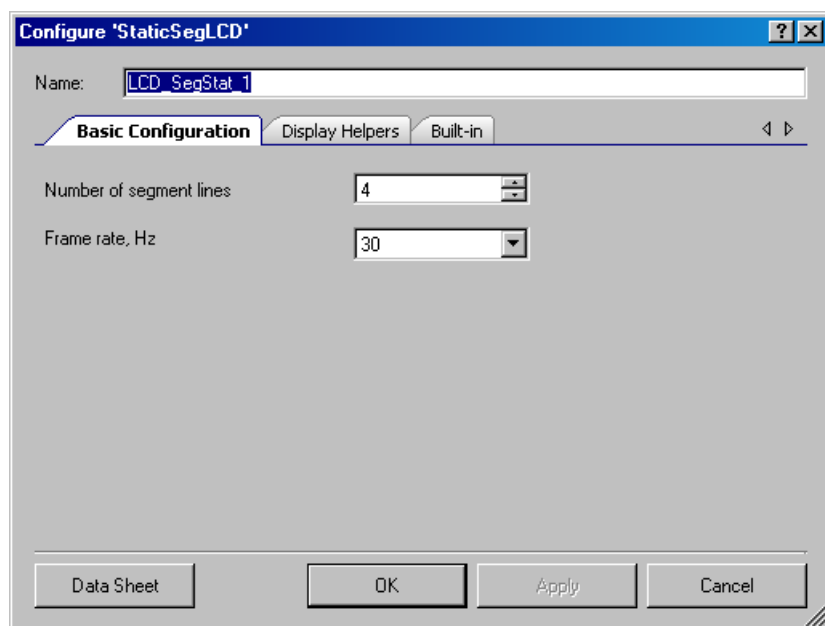 Configure 'StaticSegLCD'
Name: LCD_SegStat_1
Basic Configuration Display Helpers Built-in
Number of segment lines 4
Frame rate, Hz 30
Data Sheet OK Apply Cancel